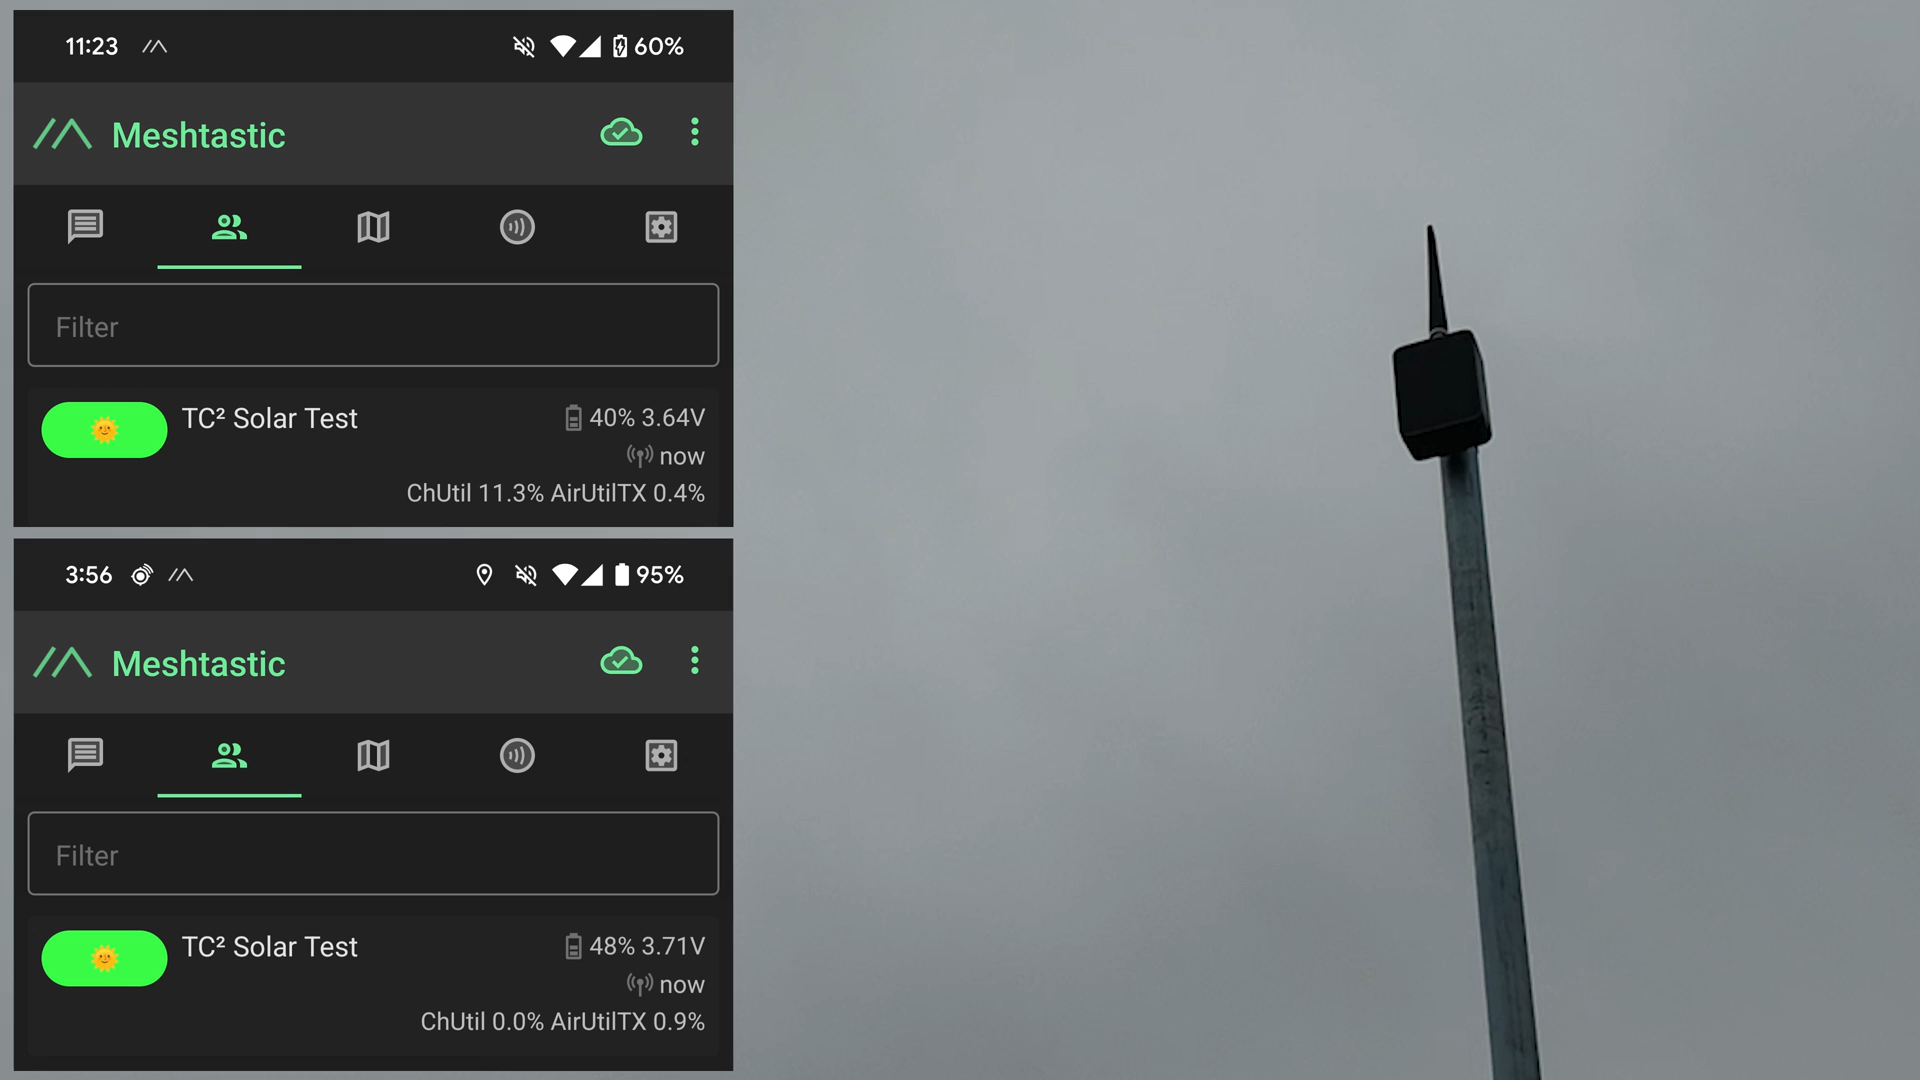 11:23
60%
Meshtastic
Filter
TC² Solar Test
40% 3.64V
now
ChUtil 11.3% AirUtilTX 0.4%
3:56
95%
Meshtastic
Filter
TC² Solar Test
48% 3.71V
now
ChUtil 0.0% AirUtilTX 0.9%